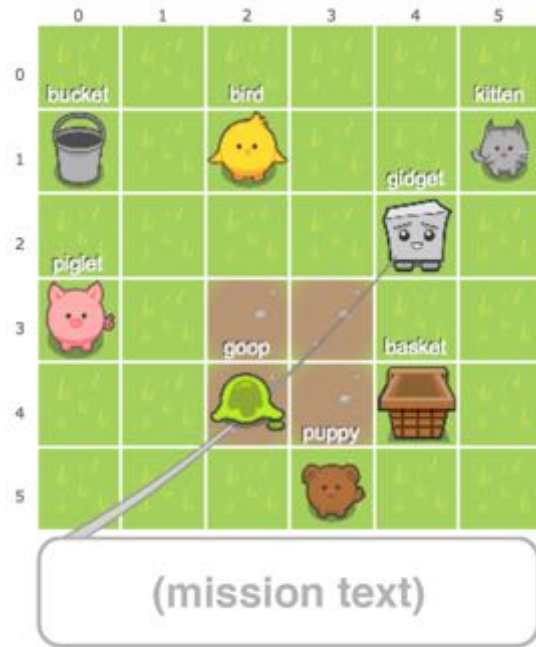 0 1 2 3 4 5
0
bucket bird kitten
1
gidget
2
piglet
3
goop basket
4
puppy
5
(mission text)